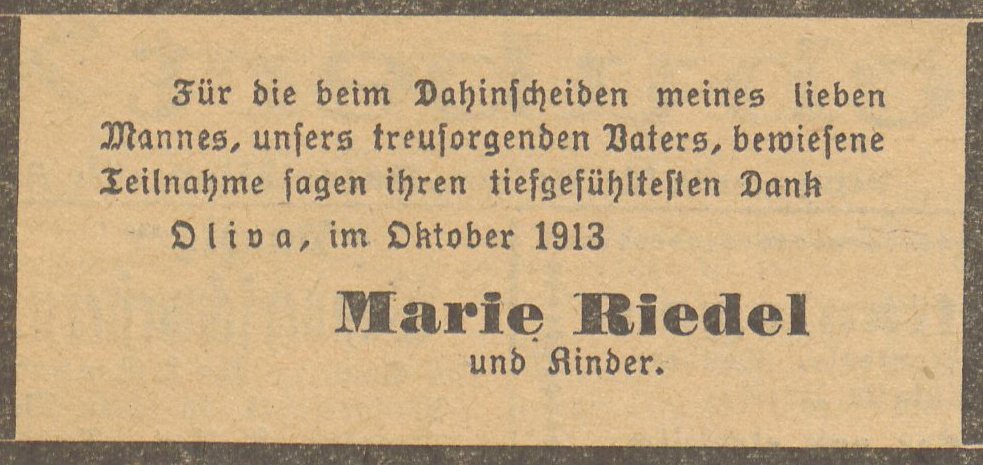 Für die beim Dahinscheiden meines lieben
Mannes, unsers treusorgenden Vaters, bewiesene
Teilnahme sagen ihren tiefgefühltesten Dank
Oliva, im Oktober 1913
Marie Riedel
und Kinder.